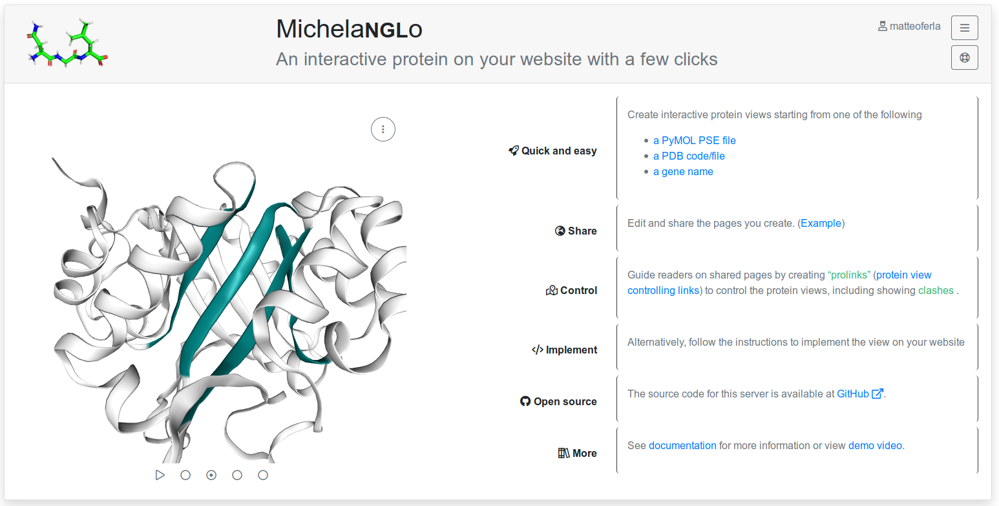 MichelaNGLo
An interactive protein on your website with a few clicks
matteoferla
Quick and easy
Create interactive protein views starting from one of the following
a PyMOL PSE file
a PDB code/file
a gene name
Share
Edit and share the pages you create. (Example)
Control
Guide readers on shared pages by creating “prolinks” (protein view
controlling links) to control the protein views, including showing clashes .
Implement
Alternatively, follow the instructions to implement the view on your website
Open source
The source code for this server is available at GitHub.
More
See documentation for more information or view demo video.